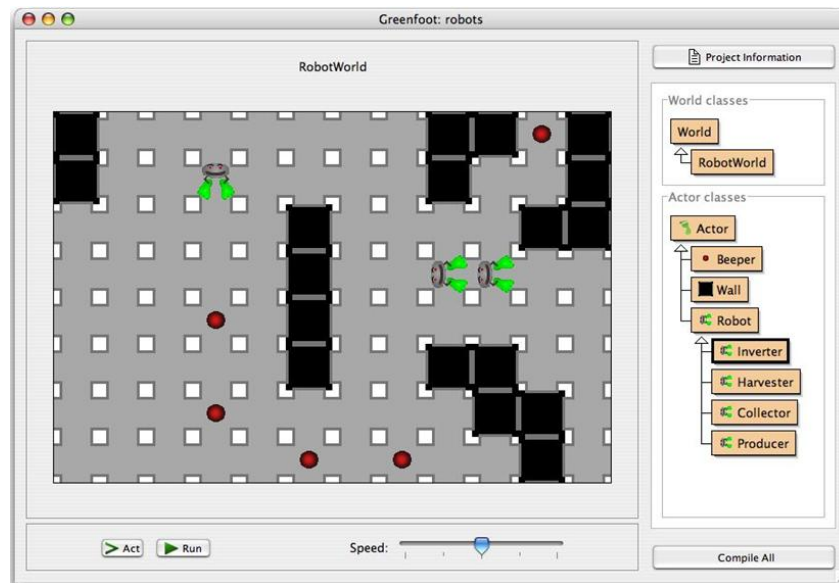 Greenfoot: robots
RobotWorld
Project Information
World classes
World
RobotWorld
Actor classes
Actor
Beeper
Wall
Robot
Inverter
Harvester
Collector
Producer
Act
Run
Speed:
Compile All